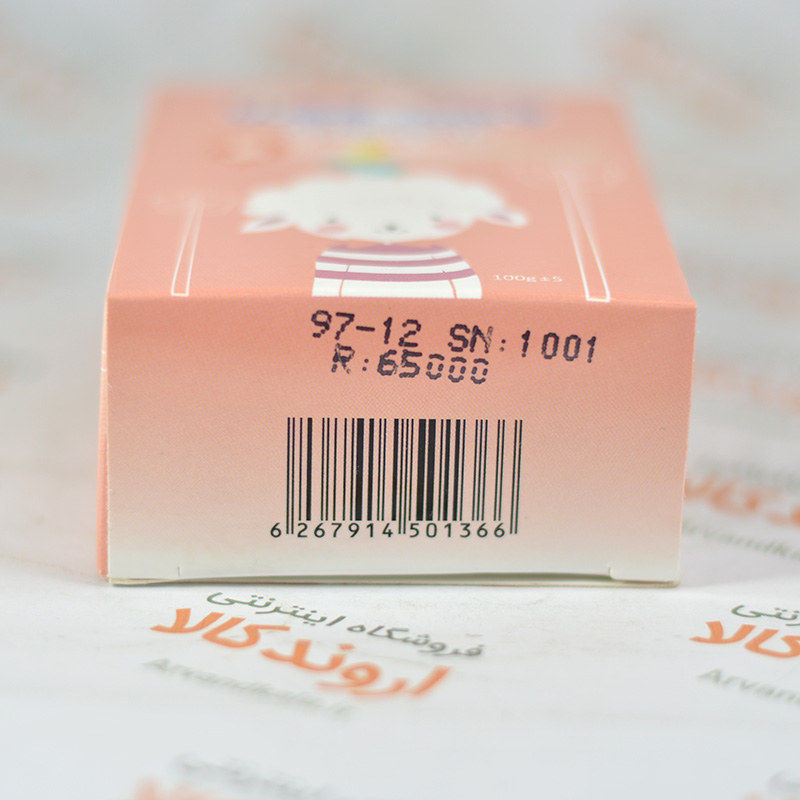 100g±5
97-12 SN:1001
R:65000
6 267914 501366
فروشگاه اینترنتی
اروند کالا